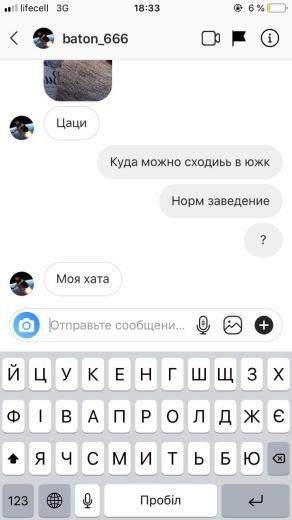 lifecell 3G 18:33 6 %
baton_666
Цаци
Куда можно сходиьь в южк
Норм заведение
?
Моя хата
Отправьте сообщени...
Й Ц У К Е Н Г Ш Щ З Х
Ф І В А П Р О Л Д Ж Є
Я Ч С М И Т Ь Б Ю
123 Пробіл